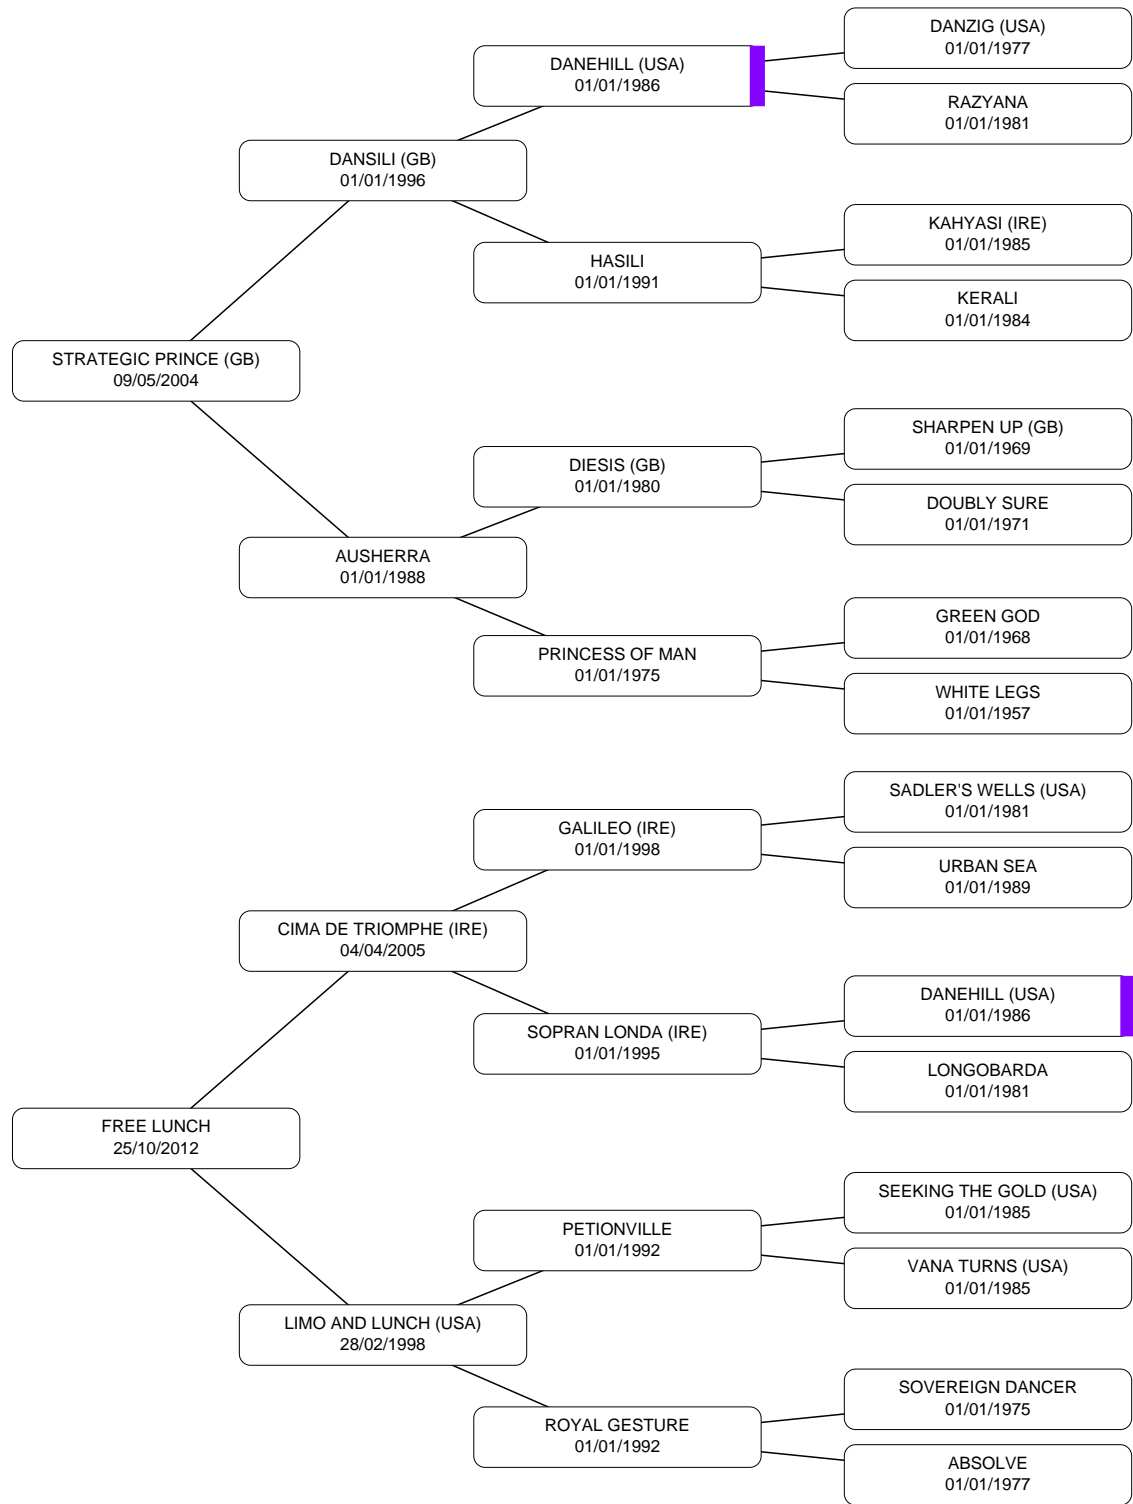 DANZIG (USA)
01/01/1977
DANEHILL (USA)
01/01/1986
RAZYANA
01/01/1981
DANSILI (GB)
01/01/1996
KAHYASI (IRE)
01/01/1985
HASILI
01/01/1991
KERALI
01/01/1984
STRATEGIC PRINCE (GB)
09/05/2004
SHARPEN UP (GB)
01/01/1969
DIESIS (GB)
01/01/1980
DOUBLY SURE
01/01/1971
AUSHERRA
01/01/1988
GREEN GOD
01/01/1968
PRINCESS OF MAN
01/01/1975
WHITE LEGS
01/01/1957
SADLER'S WELLS (USA)
01/01/1981
GALILEO (IRE)
01/01/1998
URBAN SEA
01/01/1989
CIMA DE TRIOMPHE (IRE)
04/04/2005
DANEHILL (USA)
01/01/1986
SOPRAN LONDA (IRE)
01/01/1995
LONGOBARDA
01/01/1981
FREE LUNCH
25/10/2012
SEEKING THE GOLD (USA)
01/01/1985
PETIONVILLE
01/01/1992
VANA TURNS (USA)
01/01/1985
LIMO AND LUNCH (USA)
28/02/1998
SOVEREIGN DANCER
01/01/1975
ROYAL GESTURE
01/01/1992
ABSOLVE
01/01/1977